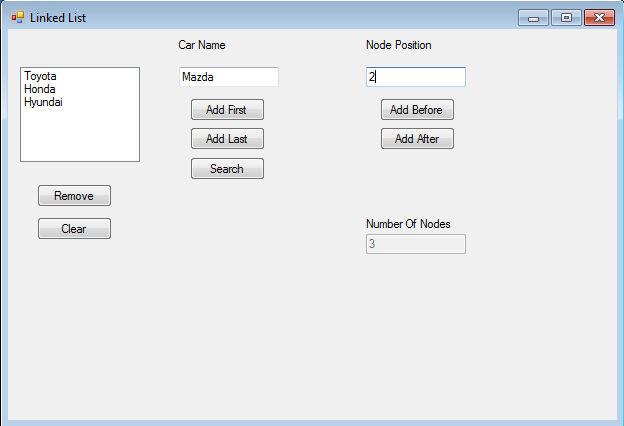 Linked List
Car Name
Node Position
Toyota
Honda
Hyundai
Mazda
2
Add First
Add Before
Add Last
Add After
Search
Remove
Clear
Number Of Nodes
3